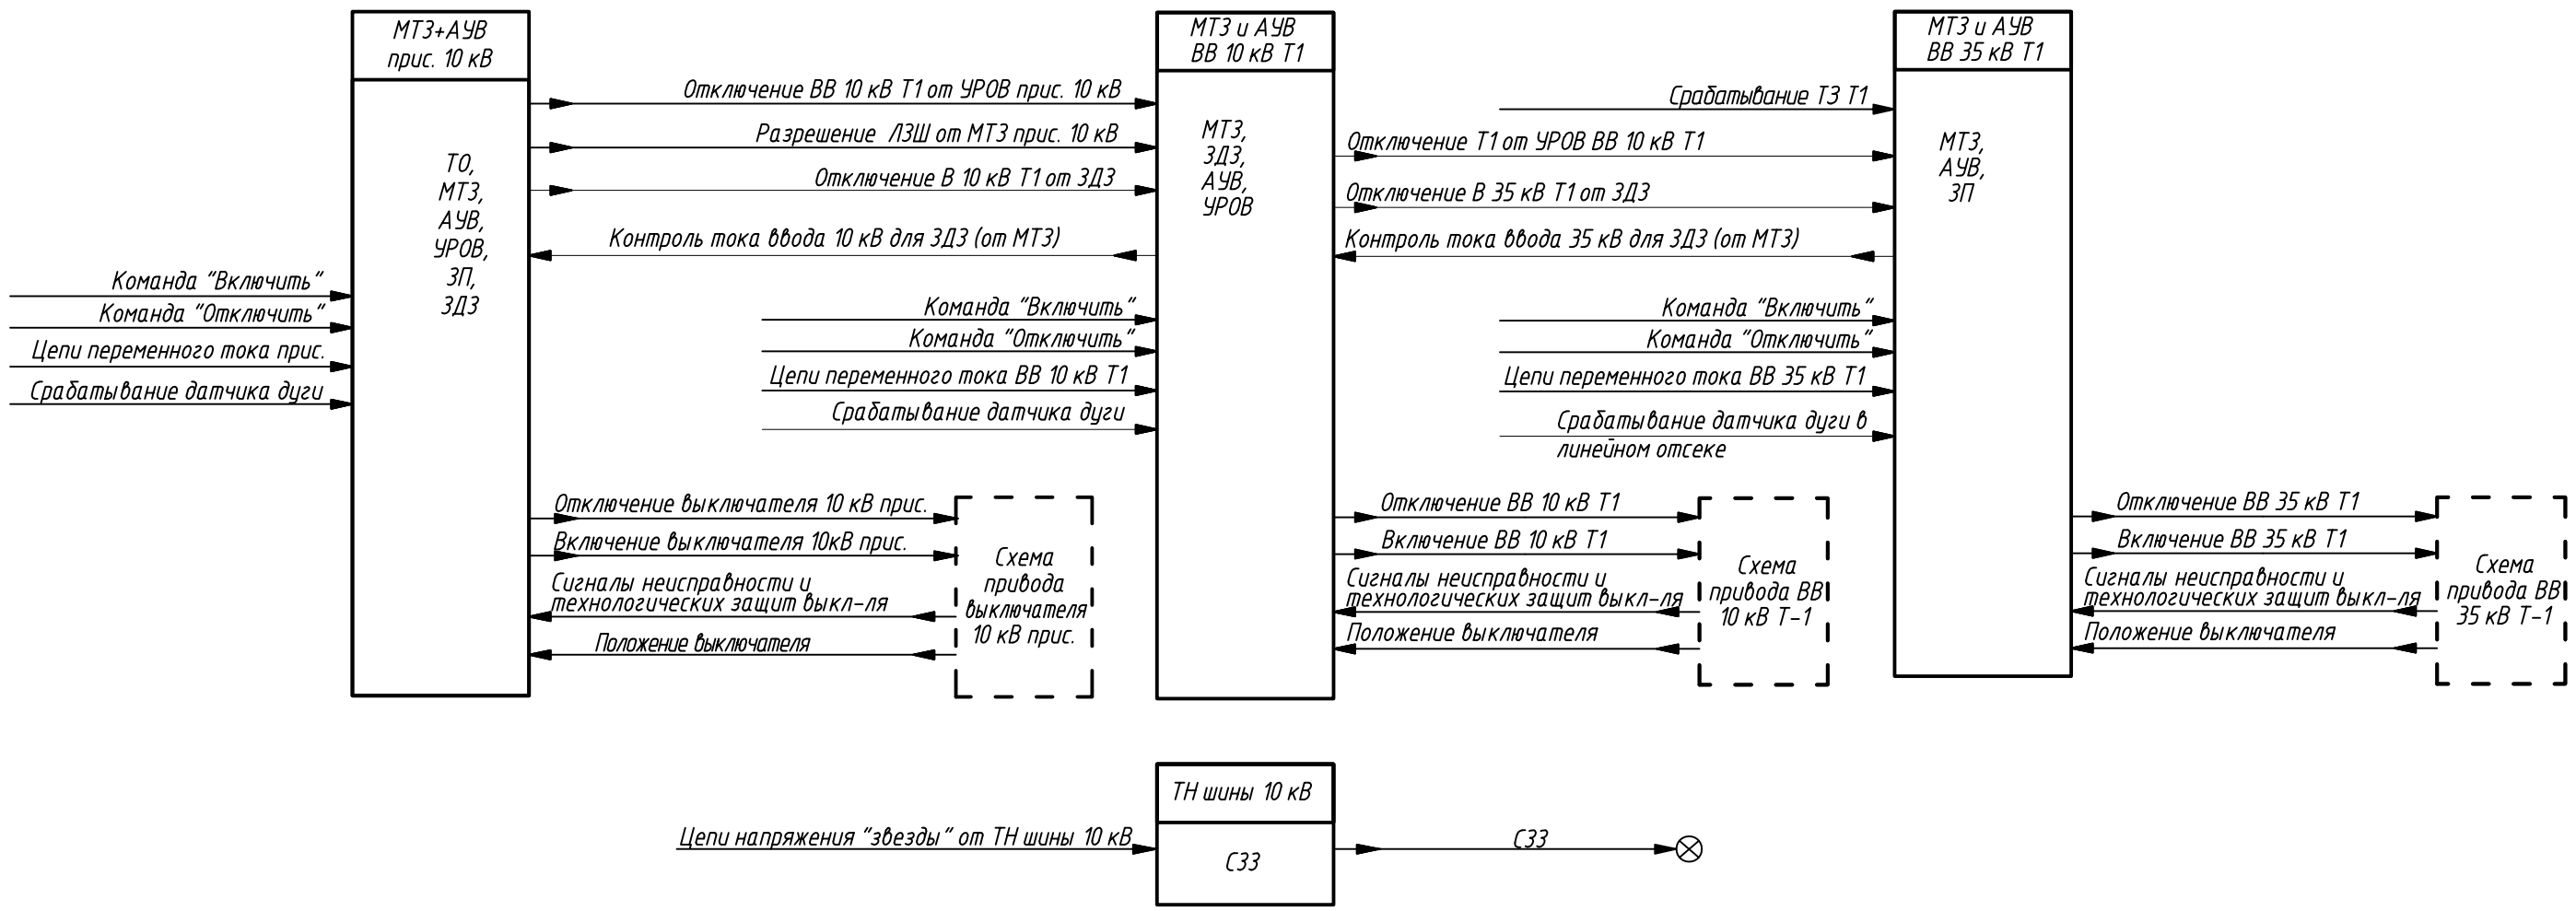 МТЗ+АУВ
прис. 10 кВ
ТО,
МТЗ,
АУВ,
УРОВ,
ЗП,
ЗДЗ
Команда "Включить"
Команда "Отключить"
Цепи переменного тока прис.
Срабатывание датчика дуги
Отключение ВВ 10 кВ Т1 от УРОВ прис. 10 кВ
Разрешение ЛЗШ от МТЗ прис. 10 кВ
Отключение В 10 кВ Т1 от ЗДЗ
Контроль тока ввода 10 кВ для ЗДЗ (от МТЗ)
Отключение выключателя 10 кВ прис.
Включение выключателя 10кВ прис.
Сигналы неисправности и
технологических защит выкл-ля
Положение выключателя
Схема
привода
выключателя
10 кВ прис.
МТЗ и АУВ
ВВ 10 кВ Т1
МТЗ,
ЗДЗ,
АУВ,
УРОВ
Команда "Включить"
Команда "Отключить"
Цепи переменного тока ВВ 10 кВ Т1
Срабатывание датчика дуги
Отключение Т1 от УРОВ ВВ 10 кВ Т1
Отключение В 35 кВ Т1 от ЗДЗ
Контроль тока ввода 35 кВ для ЗДЗ (от МТЗ)
Отключение ВВ 10 кВ Т1
Включение ВВ 10 кВ Т1
Сигналы неисправности и
технологических защит выкл-ля
Положение выключателя
Схема
привода ВВ
10 кВ Т-1
МТЗ и АУВ
ВВ 35 кВ Т1
МТЗ,
АУВ,
ЗП
Срабатывание ТЗ Т1
Команда "Включить"
Команда "Отключить"
Цепи переменного тока ВВ 35 кВ Т1
Срабатывание датчика дуги в
линейном отсеке
Отключение ВВ 35 кВ Т1
Включение ВВ 35 кВ Т1
Сигналы неисправности и
технологических защит выкл-ля
Положение выключателя
Схема
привода ВВ
35 кВ Т-1
ТН шины 10 кВ
Цепи напряжения "звезды" от ТН шины 10 кВ
СЗЗ
СЗЗ